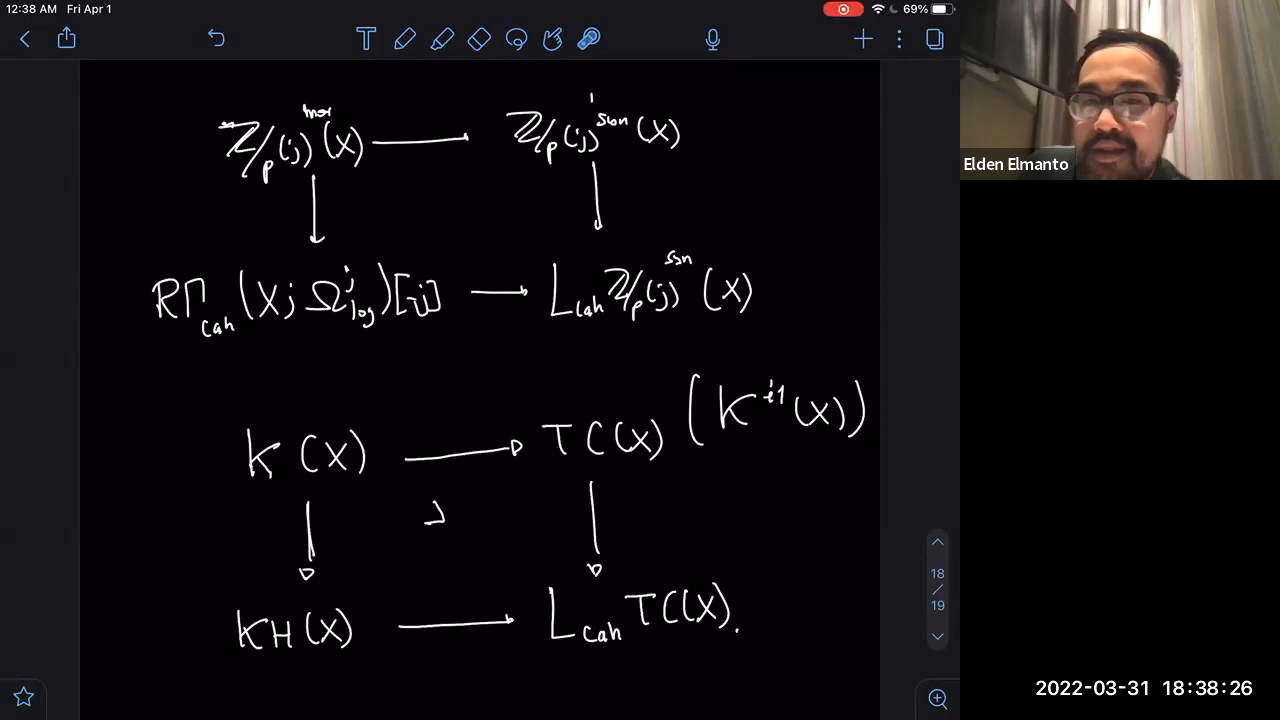 12:38 AM Fri Apr 1
69%
ℤ/p(j)^mot (X) ⟶ ℤ/p(j)^syn (X)
RΓ_cdh (X; Ω^j_log)[-j] → L_cdh ℤ/p(j)^syn (X)
K (X) → TC(X) (K^ét (X))
KH (X) → L_cdh TC(X).
Elden Elmanto
18
/
19
2022-03-31 18:38:26